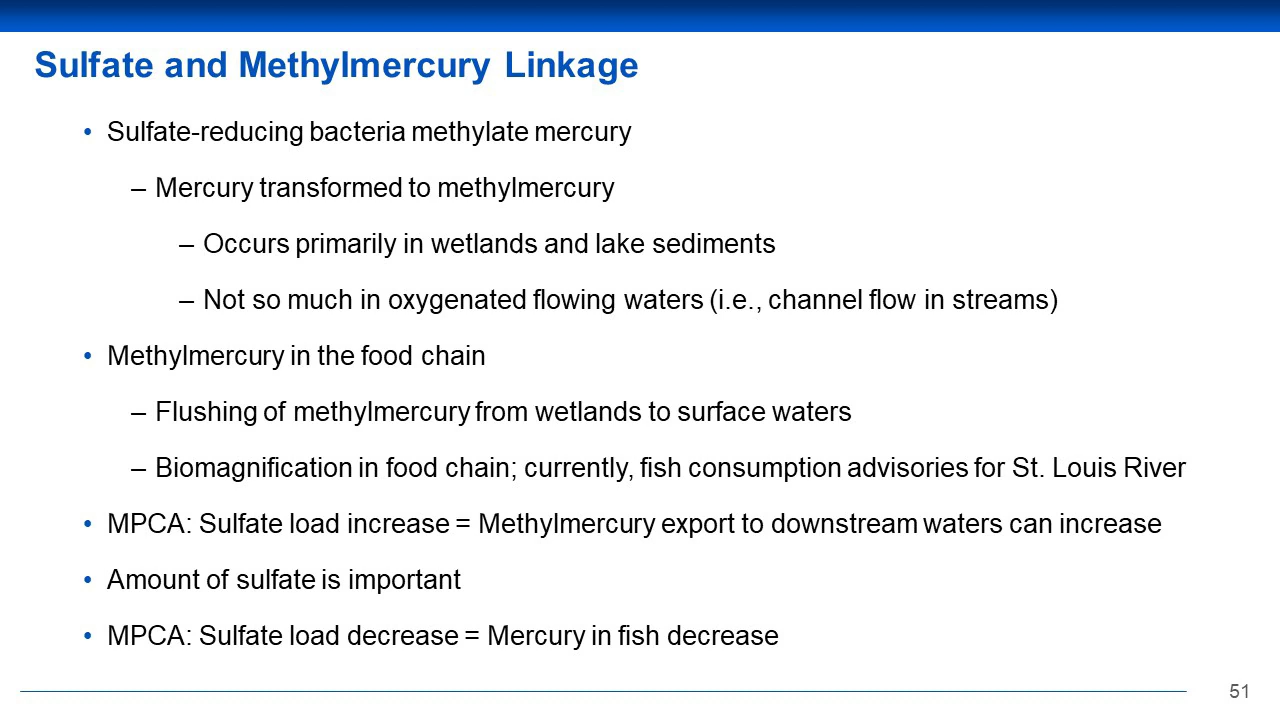 Sulfate and Methylmercury Linkage
• Sulfate-reducing bacteria methylate mercury
– Mercury transformed to methylmercury
– Occurs primarily in wetlands and lake sediments
– Not so much in oxygenated flowing waters (i.e., channel flow in streams)
• Methylmercury in the food chain
– Flushing of methylmercury from wetlands to surface waters
– Biomagnification in food chain; currently, fish consumption advisories for St. Louis River
• MPCA: Sulfate load increase = Methylmercury export to downstream waters can increase
• Amount of sulfate is important
• MPCA: Sulfate load decrease = Mercury in fish decrease
51